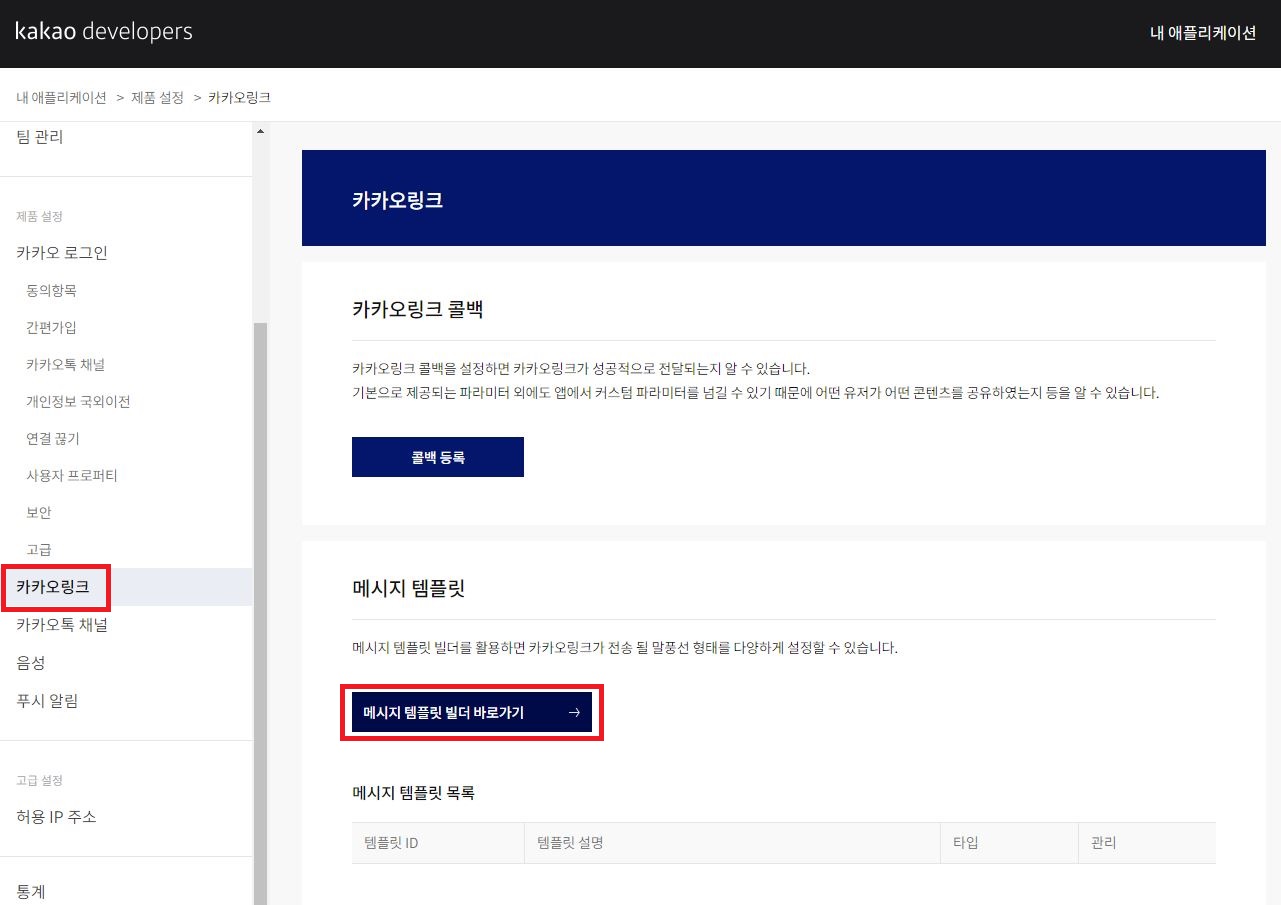 kakao developers
내 애플리케이션
내 애플리케이션 > 제품 설정 > 카카오링크
팀 관리
제품 설정
카카오 로그인
동의항목
간편가입
카카오톡 채널
개인정보 국외이전
연결 끊기
사용자 프로퍼티
보안
고급
카카오링크
카카오톡 채널
음성
푸시 알림
고급 설정
허용 IP 주소
통계
카카오링크
카카오링크 콜백
카카오링크 콜백을 설정하면 카카오링크가 성공적으로 전달되는지 알 수 있습니다.
기본으로 제공되는 파라미터 외에도 앱에서 커스텀 파라미터를 넘길 수 있기 때문에 어떤 유저가 어떤 콘텐츠를 공유하였는지 등을 알 수 있습니다.
콜백 등록
메시지 템플릿
메시지 템플릿 빌더를 활용하면 카카오링크가 전송 될 말풍선 형태를 다양하게 설정할 수 있습니다.
메시지 템플릿 빌더 바로가기 →
메시지 템플릿 목록
템플릿 ID 템플릿 설명 타입 관리